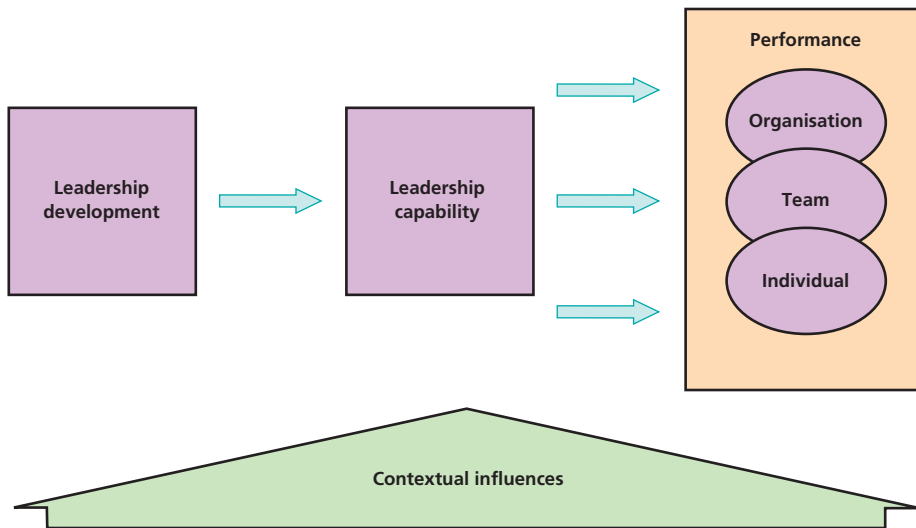 Performance
Organisation
Leadership
development
Leadership
capability
Team
Individual
Contextual influences